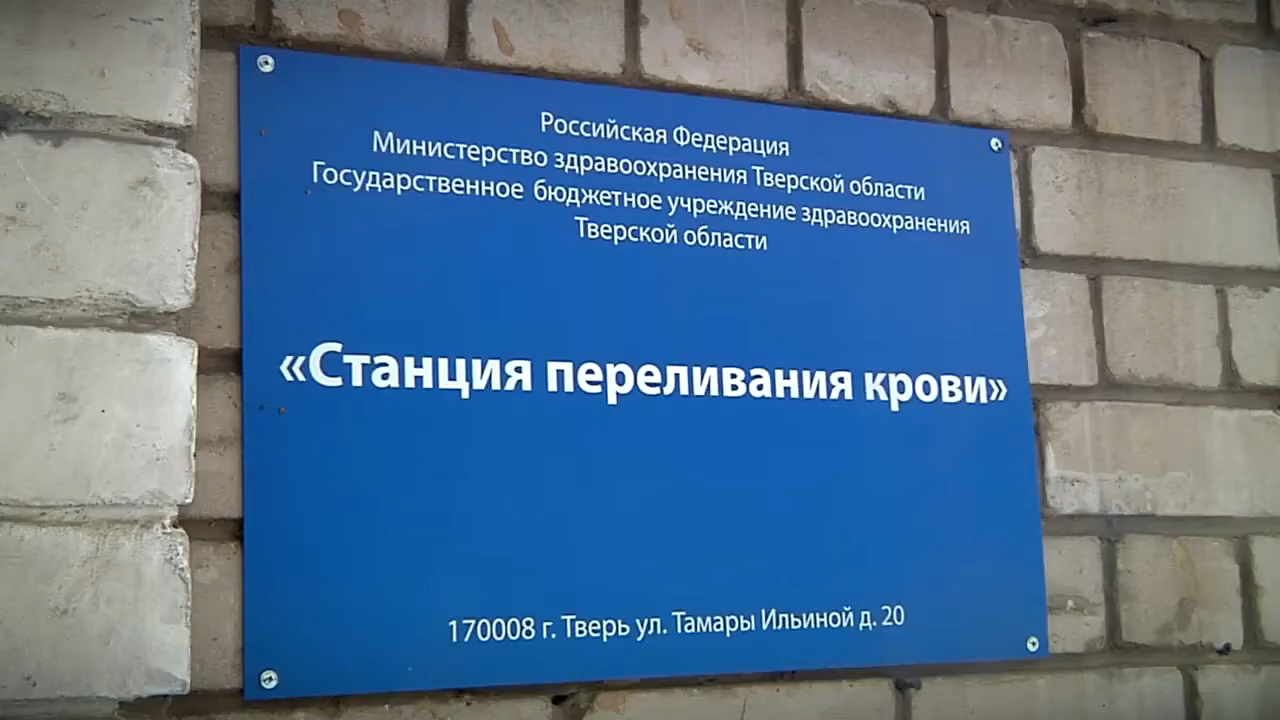 Российская Федерация
Министерство здравоохранения Тверской области
Государственное бюджетное учреждение здравоохранения
Тверской области
«Станция переливания крови»
170008 г. Тверь ул. Тамары Ильиной д. 20